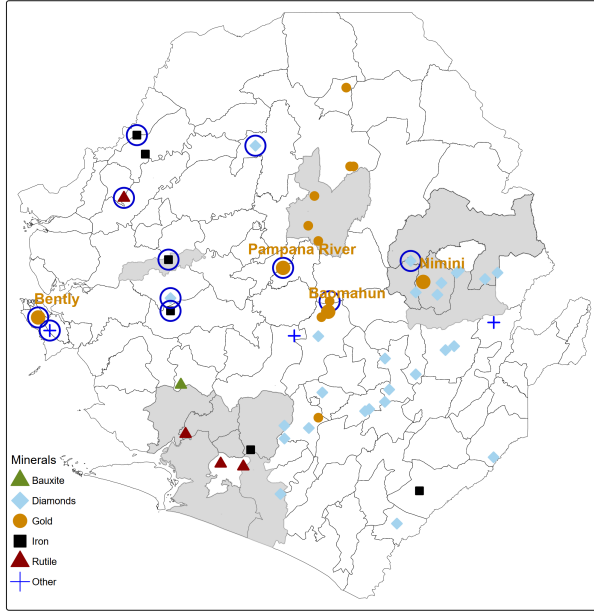 Pampana River
Nimini
Bently
Baomahun
Minerals
Bauxite
Diamonds
Gold
Iron
Rutile
Other